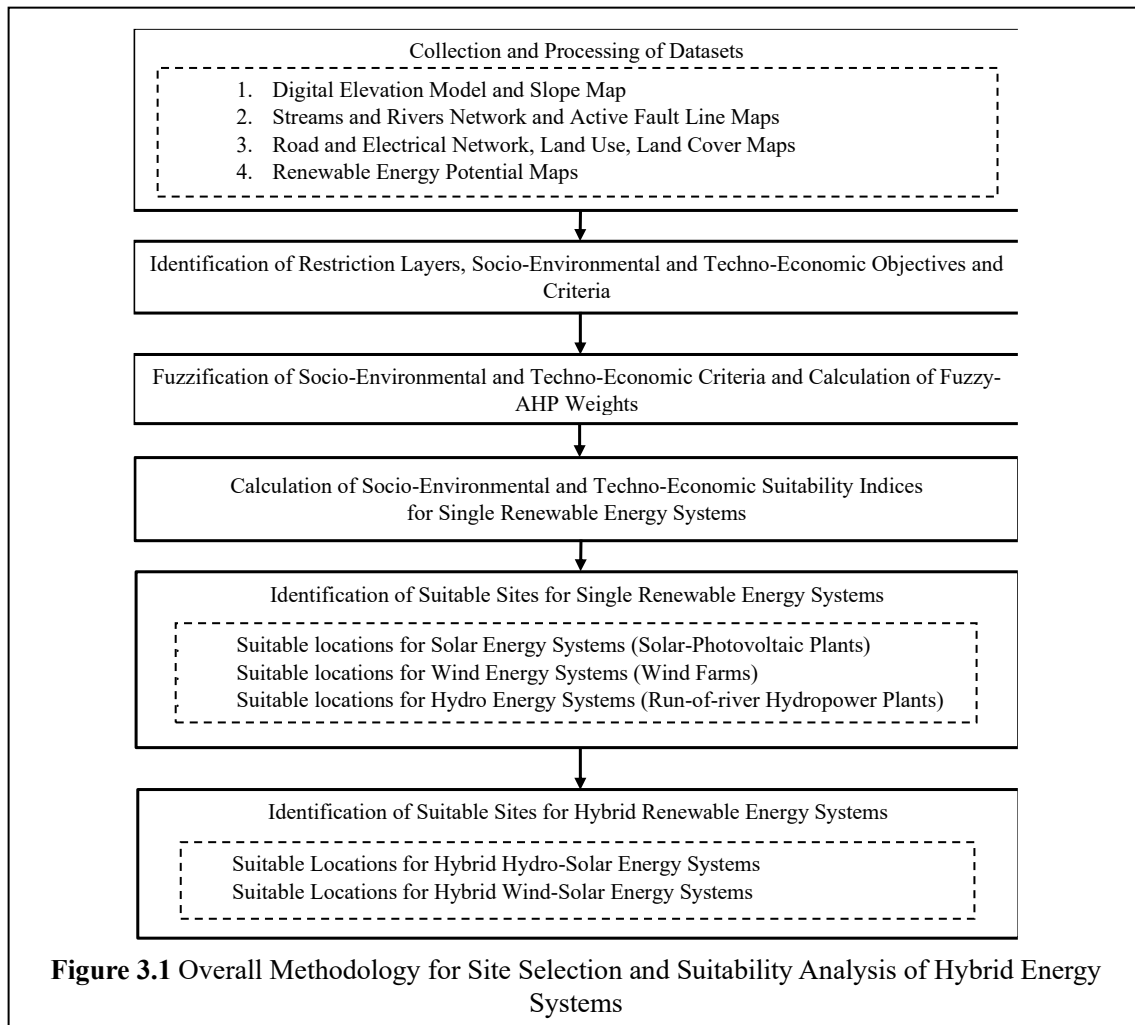 Collection and Processing of Datasets
1. Digital Elevation Model and Slope Map
2. Streams and Rivers Network and Active Fault Line Maps
3. Road and Electrical Network, Land Use, Land Cover Maps
4. Renewable Energy Potential Maps
Identification of Restriction Layers, Socio-Environmental and Techno-Economic Objectives and
Criteria
Fuzzification of Socio-Environmental and Techno-Economic Criteria and Calculation of Fuzzy-
AHP Weights
Calculation of Socio-Environmental and Techno-Economic Suitability Indices
for Single Renewable Energy Systems
Identification of Suitable Sites for Single Renewable Energy Systems
Suitable locations for Solar Energy Systems (Solar-Photovoltaic Plants)
Suitable locations for Wind Energy Systems (Wind Farms)
Suitable locations for Hydro Energy Systems (Run-of-river Hydropower Plants)
Identification of Suitable Sites for Hybrid Renewable Energy Systems
Suitable Locations for Hybrid Hydro-Solar Energy Systems
Suitable Locations for Hybrid Wind-Solar Energy Systems
Figure 3.1 Overall Methodology for Site Selection and Suitability Analysis of Hybrid Energy
Systems